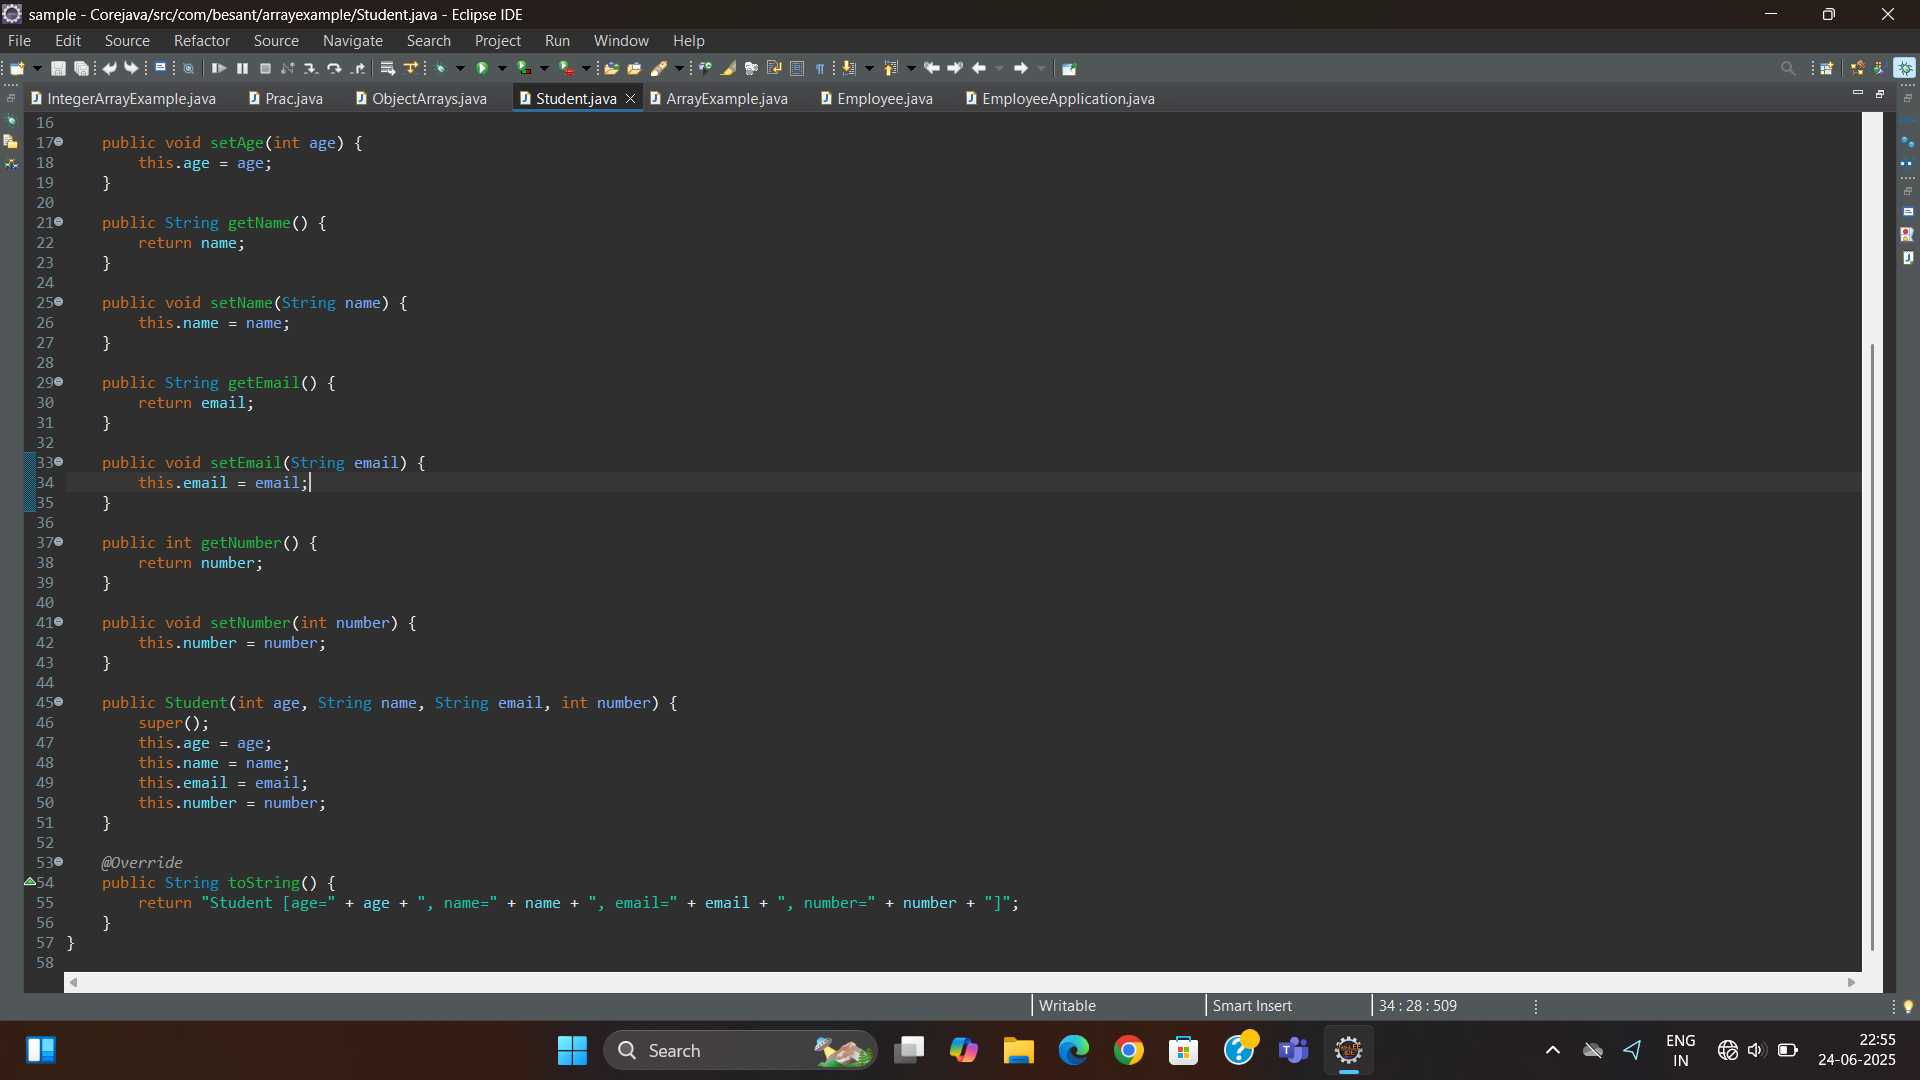 sample - Corejava/src/com/besant/arrayexample/Student.java - Eclipse IDE
File Edit Source Refactor Source Navigate Search Project Run Window Help
IntegerArrayExample.java Prac.java ObjectArrays.java Student.java ArrayExample.java Employee.java EmployeeApplication.java
16
17 public void setAge(int age) {
18 this.age = age;
19 }
20
21 public String getName() {
22 return name;
23 }
24
25 public void setName(String name) {
26 this.name = name;
27 }
28
29 public String getEmail() {
30 return email;
31 }
32
33 public void setEmail(String email) {
34 this.email = email;
35 }
36
37 public int getNumber() {
38 return number;
39 }
40
41 public void setNumber(int number) {
42 this.number = number;
43 }
44
45 public Student(int age, String name, String email, int number) {
46 super();
47 this.age = age;
48 this.name = name;
49 this.email = email;
50 this.number = number;
51 }
52
53 @Override
54 public String toString() {
55 return "Student [age=" + age + ", name=" + name + ", email=" + email + ", number=" + number + "]";
56 }
57 }
58
Writable Smart Insert 34 : 28 : 509
Search
ENG
IN
22:55
24-06-2025